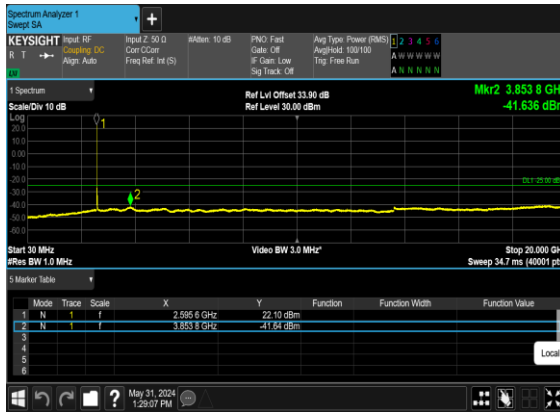 Spectrum Analyzer 1
Swept SA
KEYSIGHT Input: RF Input Z: 50 Ω #Atten: 10 dB PNO: Fast Avg Type: Power (RMS) 1 2 3 4 5 6
R T Coupling: DC Corr CCorr Gate: Off Avg|Hold: 100/100 A W W W W W
Align: Auto Freq Ref: Int (S) IF Gain: Low Trig: Free Run
LXI Sig Track: Off A N N N N N
1 Spectrum Ref Lvl Offset 33.90 dB Mkr2 3.853 8 GH
Scale/Div 10 dB Ref Level 30.00 dBm -41.636 dB
Log
20.0
10.0
0.00
-10.0
-20.0
-30.0
-40.0
-50.0
-60.0
1
2
DL1 -25.00 dB
Start 30 MHz Video BW 3.0 MHz* Stop 20.000 GH
#Res BW 1.0 MHz Sweep 34.7 ms (40001 pt
5 Marker Table
Mode Trace Scale X Y Function Function Width Function Value
1 N 1 f 2.595 6 GHz 22.10 dBm
2 N 1 f 3.853 8 GHz -41.64 dBm
3
4
5
6
Local
May 31, 2024
1:29:07 PM